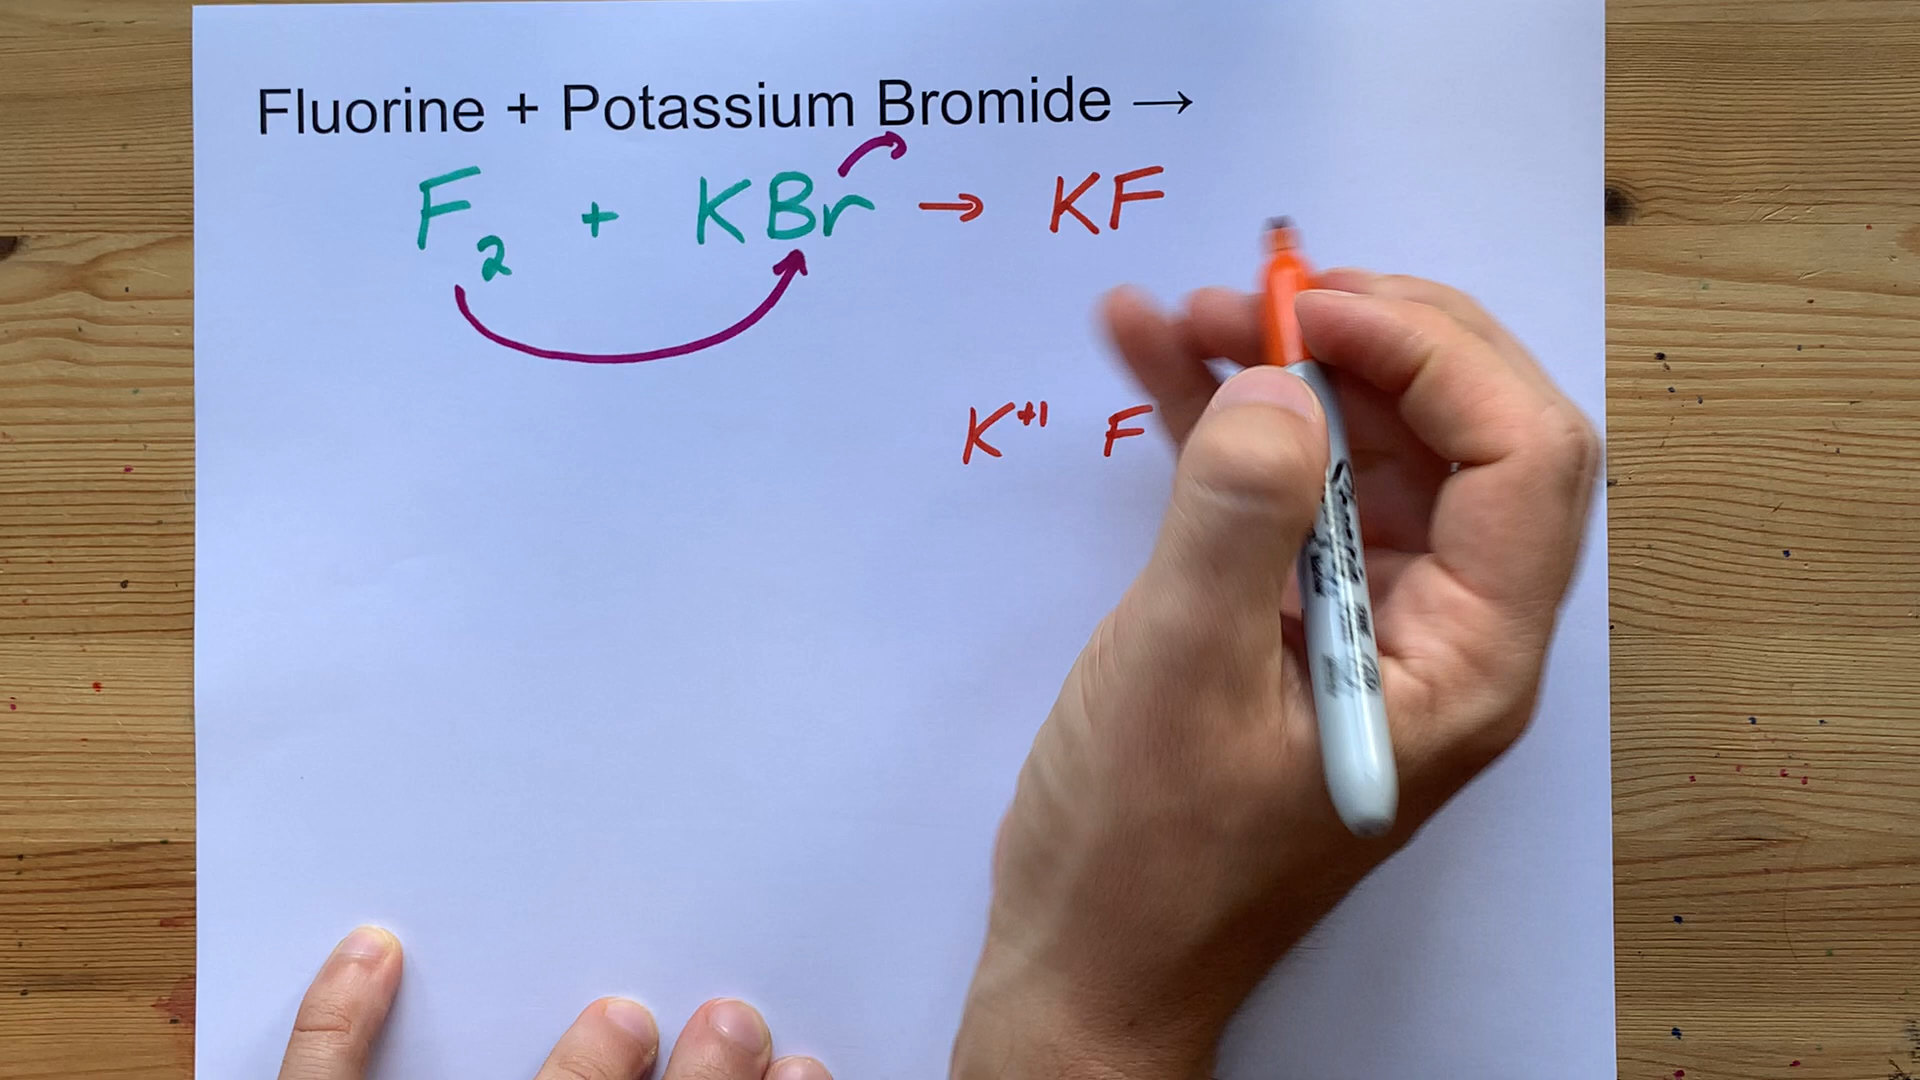 Fluorine + Potassium Bromide →
F₂ + KBr → KF
K⁺¹ F